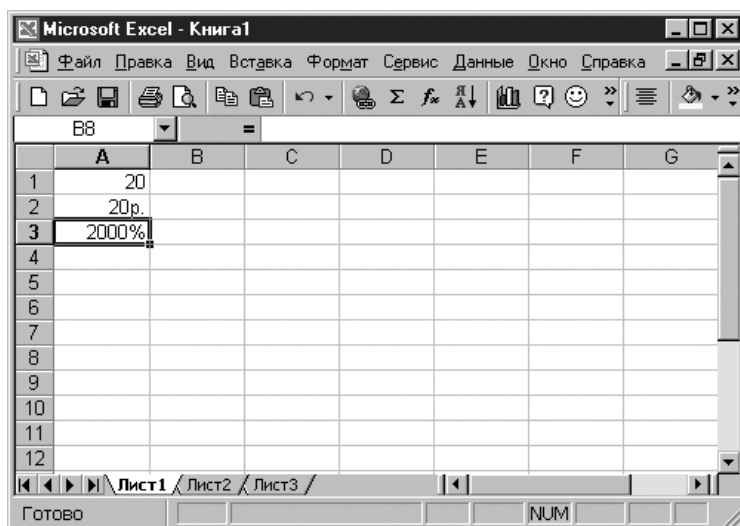 Microsoft Excel - Книга1
Файл Правка Вид Вставка Формат Сервис Данные Окно Справка
B8 =
A B C D E F G
1 20
2 20р.
3 2000%
4
5
6
7
8
9
10
11
12
Лист1 Лист2 Лист3
Готово NUM